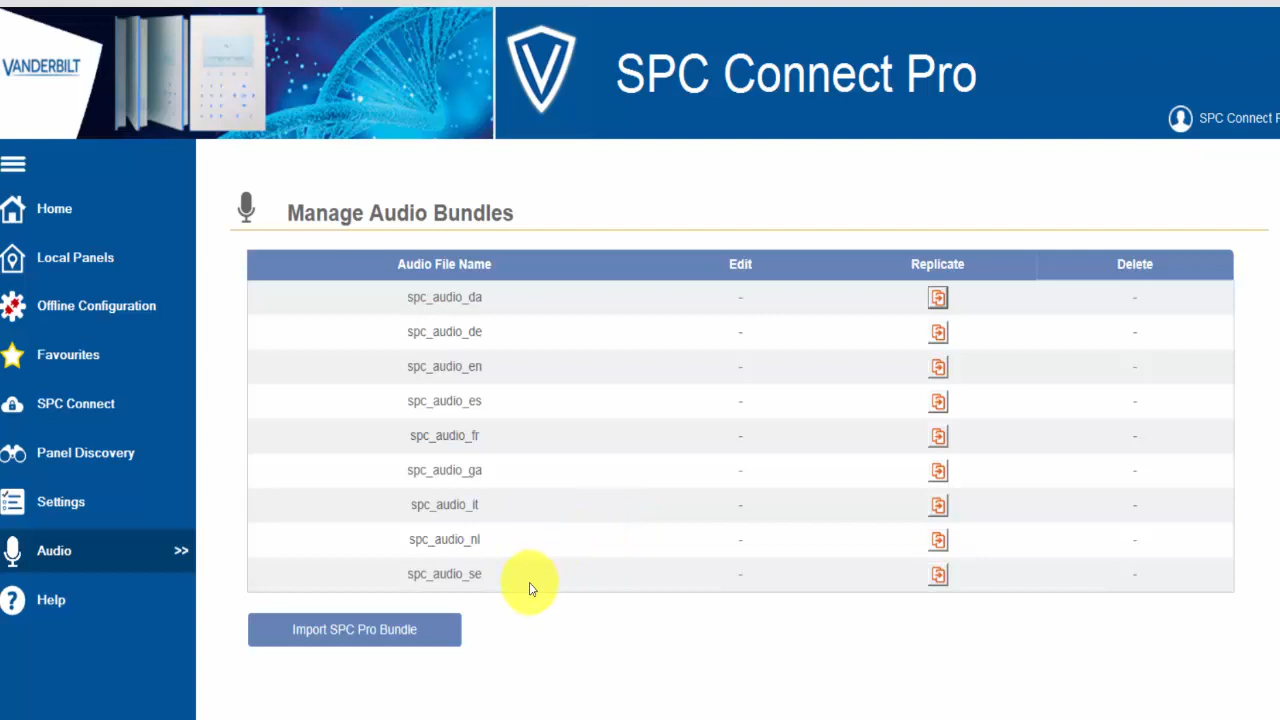 VANDERBILT
SPC Connect Pro
SPC Connect P
Home
Local Panels
Offline Configuration
Favourites
SPC Connect
Panel Discovery
Settings
Audio >>
Help
Manage Audio Bundles
Audio File Name Edit Replicate Delete
spc_audio_da - -
spc_audio_de - -
spc_audio_en - -
spc_audio_es - -
spc_audio_fr - -
spc_audio_ga - -
spc_audio_it - -
spc_audio_nl - -
spc_audio_se - -
Import SPC Pro Bundle